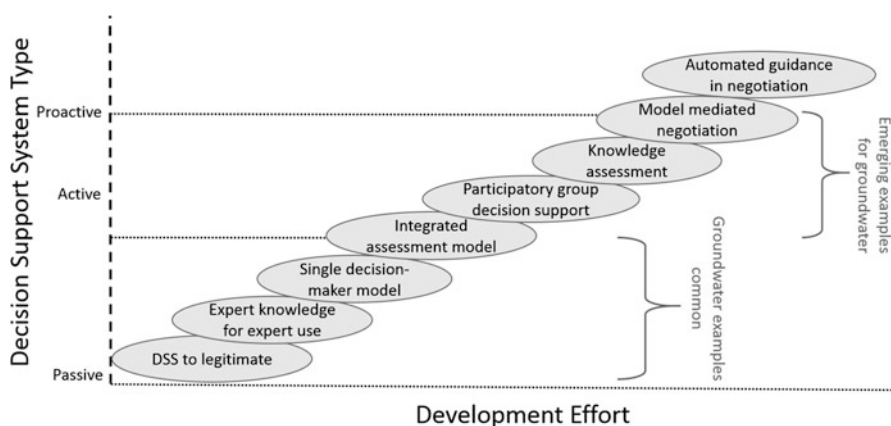 Decision Support System Type
Proactive
Active
Passive
Automated guidance
in negotiation
Model mediated
negotiation
Knowledge
assessment
Participatory group
decision support
Integrated
assessment model
Single decision-
maker model
Expert knowledge
for expert use
DSS to legitimate
Emerging examples
for groundwater
Groundwater examples
common
Development Effort